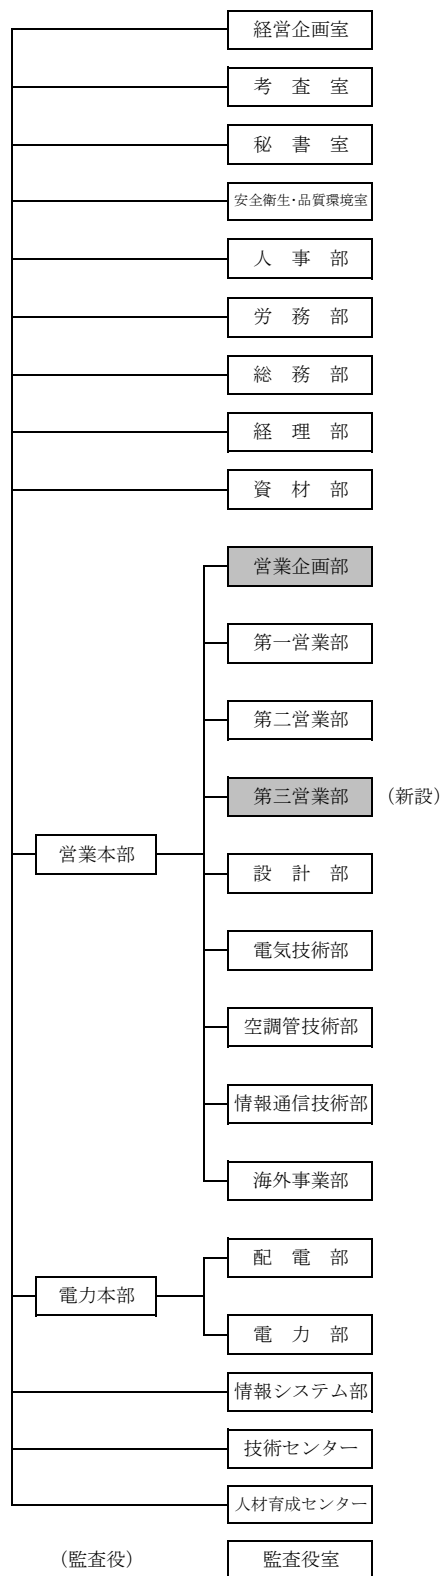 経営企画室
考査室
秘書室
安全衛生・品質環境室
人事部
労務部
総務部
経理部
資材部
営業企画部
第一営業部
第二営業部
第三営業部 (新設)
営業本部
設計部
電気技術部
空調管技術部
情報通信技術部
海外事業部
配電部
電力本部
電力部
情報システム部
技術センター
人材育成センター
(監査役) 監査役室